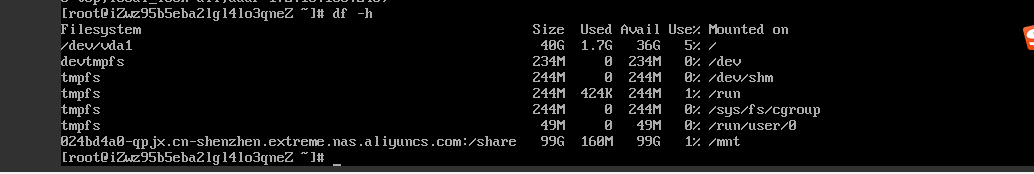 [root@iZwz95b5eba2lgl4lo3qneZ ~]# df -h
Filesystem Size Used Avail Use% Mounted on
/dev/vda1 40G 1.7G 36G 5% /
devtmpfs 234M 0 234M 0% /dev
tmpfs 244M 0 244M 0% /dev/shm
tmpfs 244M 424K 244M 1% /run
tmpfs 244M 0 244M 0% /sys/fs/cgroup
tmpfs 49M 0 49M 0% /run/user/0
024bd4a0-qpjx.cn-shenzhen.extreme.nas.aliyuncs.com:/share 99G 160M 99G 1% /mnt
[root@iZwz95b5eba2lgl4lo3qneZ ~]# _